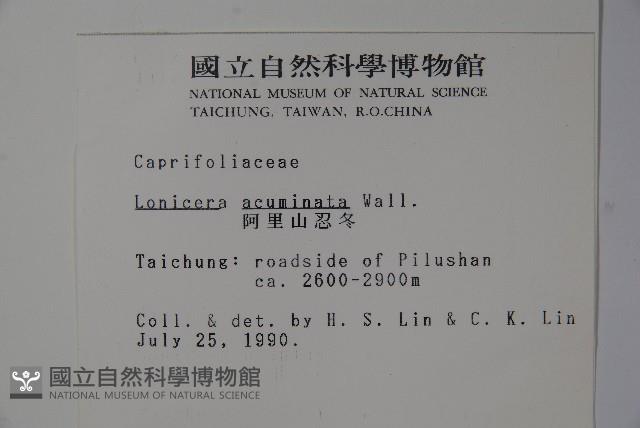 國立自然科學博物館
NATIONAL MUSEUM OF NATURAL SCIENCE
TAICHUNG, TAIWAN, R.O.CHINA
Caprifoliaceae
Lonicera acuminata Wall.
阿里山忍冬
Taichung: roadside of Pilushan
ca. 2600-2900m
Coll. & det. by H. S. Lin & C. K. Lin
July 25, 1990.
國立自然科學博物館
NATIONAL MUSEUM OF NATURAL SCIENCE